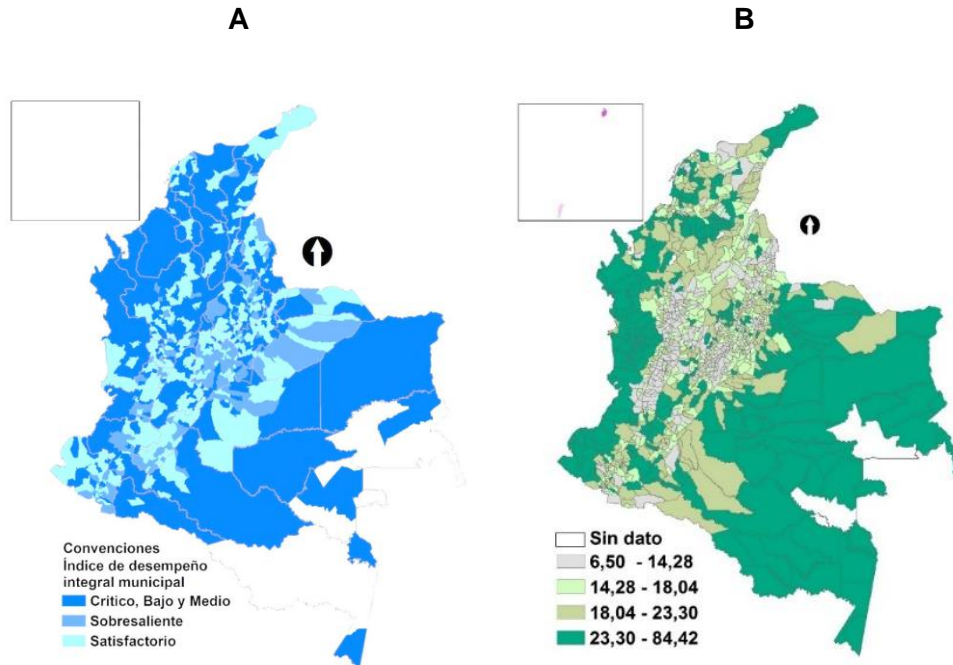 A
B
Convenciones
Índice de desempeño
integral municipal
Critico, Bajo y Medio
Sobresaliente
Satisfactorio
Sin dato
6,50 - 14,28
14,28 - 18,04
18,04 - 23,30
23,30 - 84,42